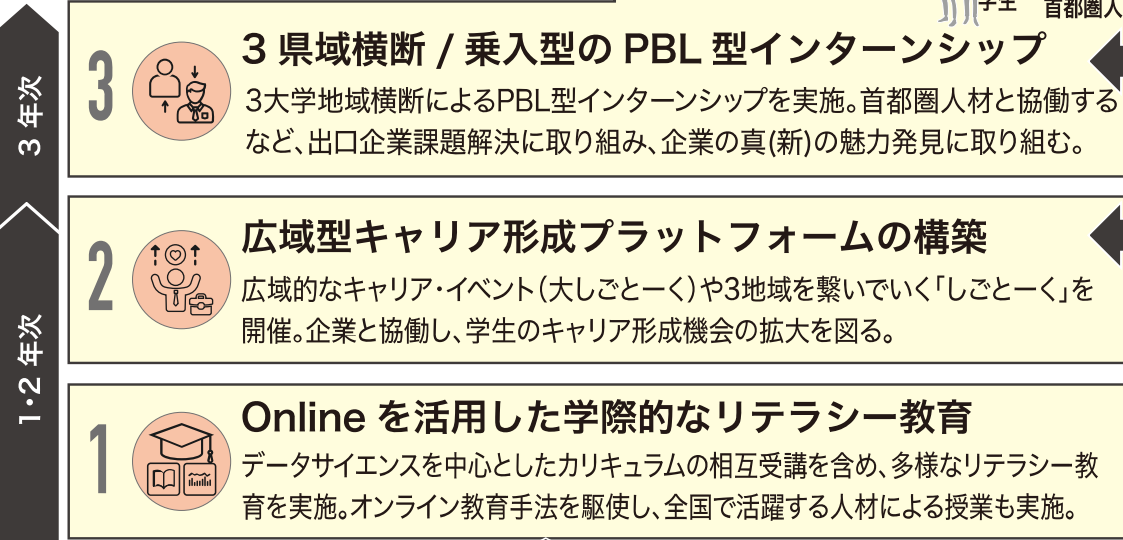 学生
首都圏人
3年次
3
3 県域横断 / 乗入型の PBL 型インターンシップ
3大学地域横断によるPBL型インターンシップを実施。首都圏人材と協働する
など、出口企業課題解決に取り組み、企業の真(新)の魅力発見に取り組む。
1・2年次
2
広域型キャリア形成プラットフォームの構築
広域的なキャリア・イベント(大しごとーく)や3地域を繋いでいく「しごとーく」を
開催。企業と協働し、学生のキャリア形成機会の拡大を図る。
1
Online を活用した学際的なリテラシー教育
データサイエンスを中心としたカリキュラムの相互受講を含め、多様なリテラシー教
育を実施。オンライン教育手法を駆使し、全国で活躍する人材による授業も実施。